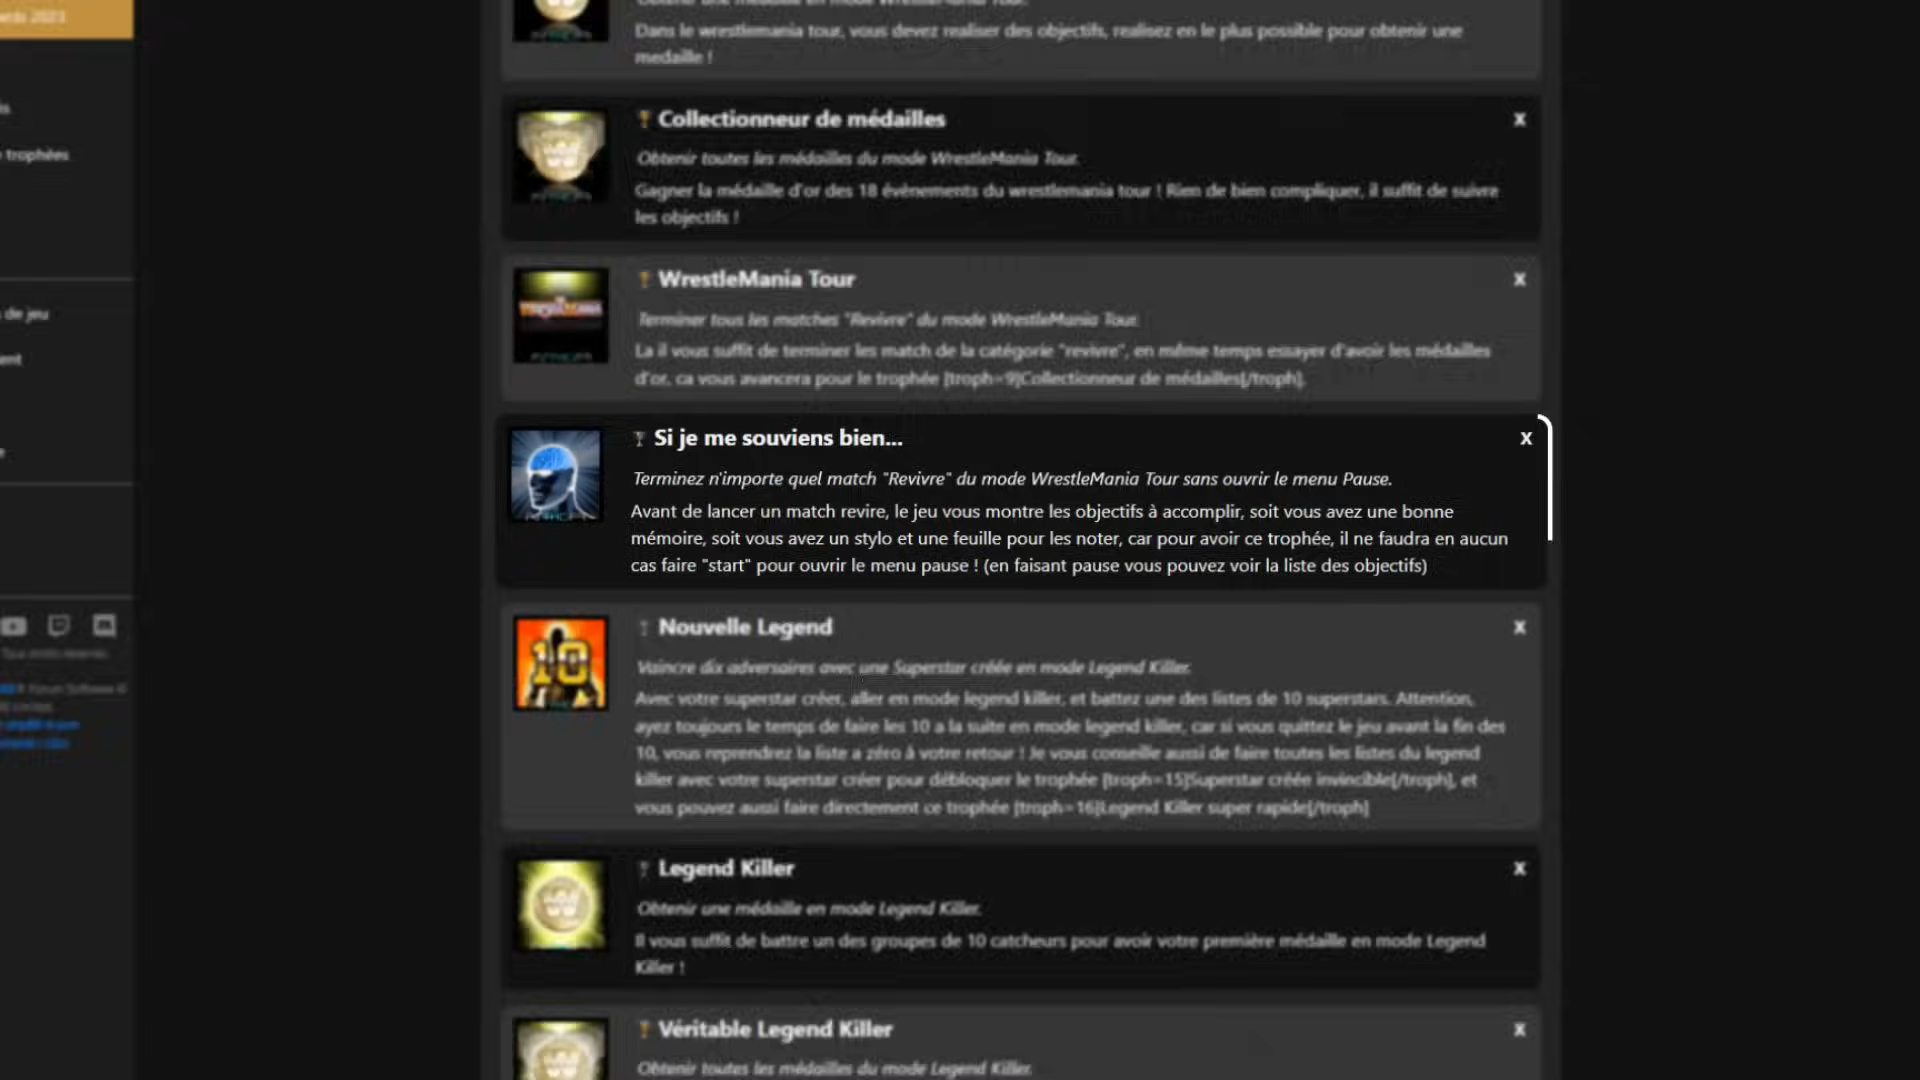 2023
Dans le wrestlemania tour, vous devez realiser des objectifs, realisez en le plus possible pour obtenir une
medaille !
Collectionneur de médailles
X
Obtenir toutes les médailles du mode WrestleMania Tour.
Gagner la médaille d'or des 18 événements du wrestlemania tour ! Rien de bien compliquer, il suffit de suivre
les objectifs !
trophées
WrestleMania Tour
X
Terminer tous les matches "Revivre" du mode WrestleMania Tour.
La il vous suffit de terminer les match de la catégorie "revivre", en même temps essayer d'avoir les médailles
d'or, ca vous avancera pour le trophée [troph=9]Collectionneur de médailles[/troph].
de jeu
Si je me souviens bien...
X
Terminez n'importe quel match "Revivre" du mode WrestleMania Tour sans ouvrir le menu Pause.
Avant de lancer un match revire, le jeu vous montre les objectifs à accomplir, soit vous avez une bonne
mémoire, soit vous avez un stylo et une feuille pour les noter, car pour avoir ce trophée, il ne faudra en aucun
cas faire "start" pour ouvrir le menu pause ! (en faisant pause vous pouvez voir la liste des objectifs)
Nouvelle Legend
X
10
Vaincre dix adversaires avec une Superstar créée en mode Legend Killer.
Avec votre superstar créer, aller en mode legend killer, et battez une des listes de 10 superstars. Attention,
ayez toujours le temps de faire les 10 a la suite en mode legend killer, car si vous quittez le jeu avant la fin des
10, vous reprendrez la liste a zéro à votre retour ! Je vous conseille aussi de faire toutes les listes du legend
killer avec votre superstar créer pour débloquer le trophée [troph=15]Superstar créée invincible[/troph], et
vous pouvez aussi faire directement ce trophée [troph=16]Legend Killer super rapide[/troph]
Legend Killer
X
Obtenir une médaille en mode Legend Killer.
Il vous suffit de battre un des groupes de 10 catcheurs pour avoir votre première médaille en mode Legend
Killer !
Véritable Legend Killer
X
Obtenir toutes les médailles du mode Legend Killer.